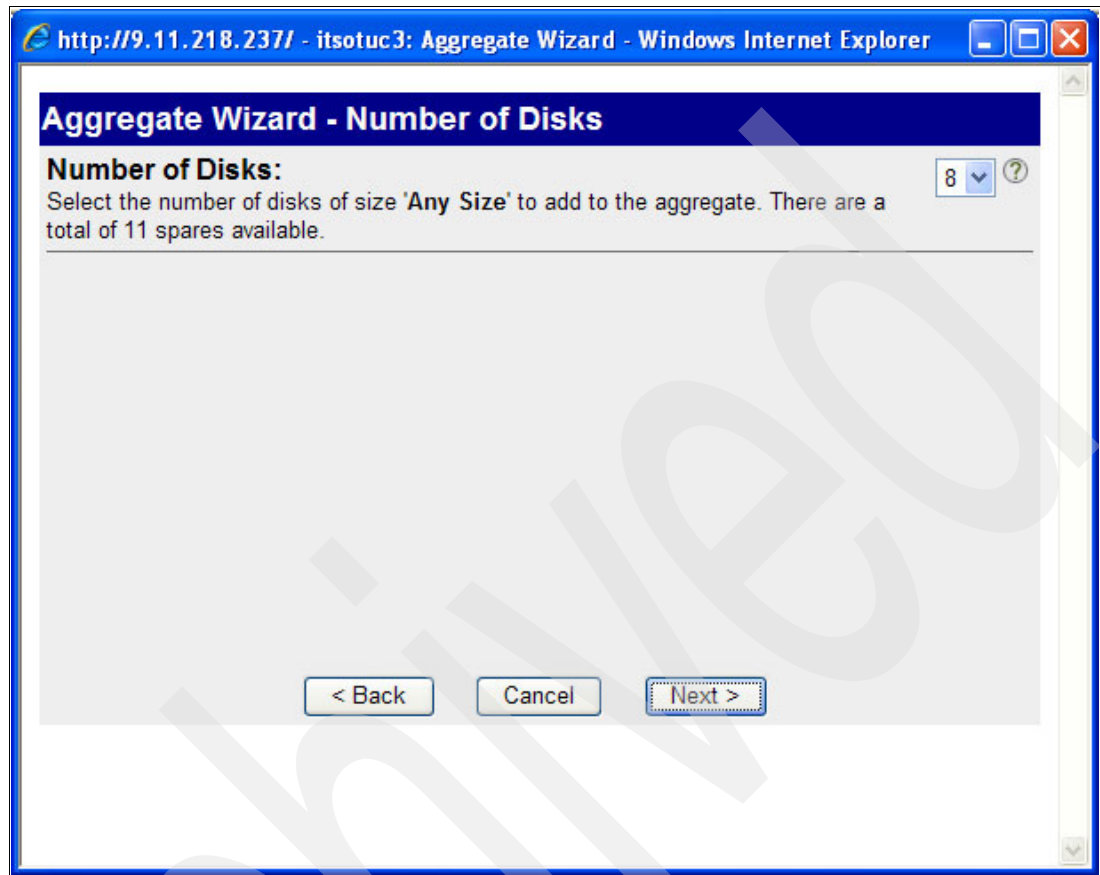 http://9.11.218.237/ - itsotuc3: Aggregate Wizard - Windows Internet Explorer
Aggregate Wizard - Number of Disks
Number of Disks:
8
Select the number of disks of size 'Any Size' to add to the aggregate. There are a
total of 11 spares available.
< Back
Cancel
Next >